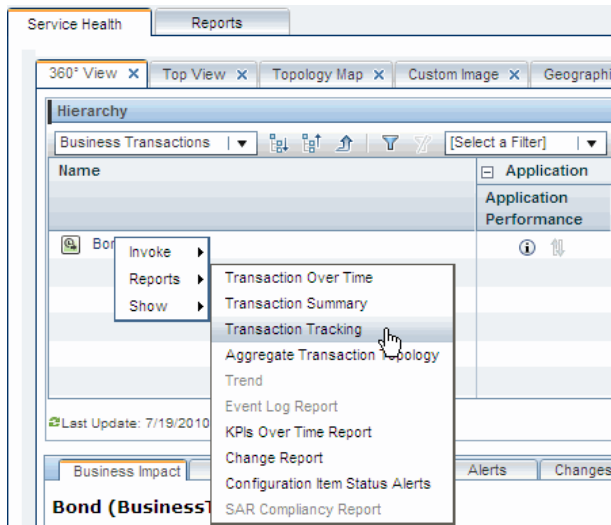 Service Health Reports
360° View Top View Topology Map Custom Image Geographi
Hierarchy
Business Transactions [Select a Filter]
Name Application
Application
Performance
Bon
Invoke
Reports
Show
Transaction Over Time
Transaction Summary
Transaction Tracking
Aggregate Transaction Topology
Trend
Event Log Report
KPIs Over Time Report
Change Report
Configuration Item Status Alerts
SAR Compliancy Report
Last Update: 7/19/2010
Business Impact Alerts Changes
Bond (BusinessT